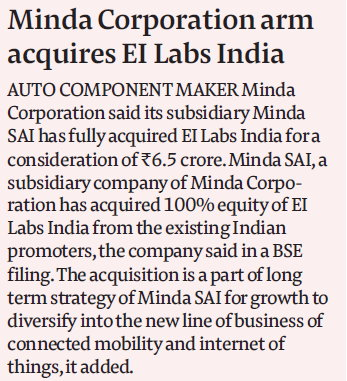 Minda Corporation arm
acquires EI Labs India
AUTO COMPONENT MAKER Minda
Corporation said its subsidiary Minda
SAI has fully acquired EI Labs India for a
consideration of ₹6.5 crore. Minda SAI, a
subsidiary company of Minda Corpo-
ration has acquired 100% equity of EI
Labs India from the existing Indian
promoters, the company said in a BSE
filing. The acquisition is a part of long
term strategy of Minda SAI for growth to
diversify into the new line of business of
connected mobility and internet of
things, it added.